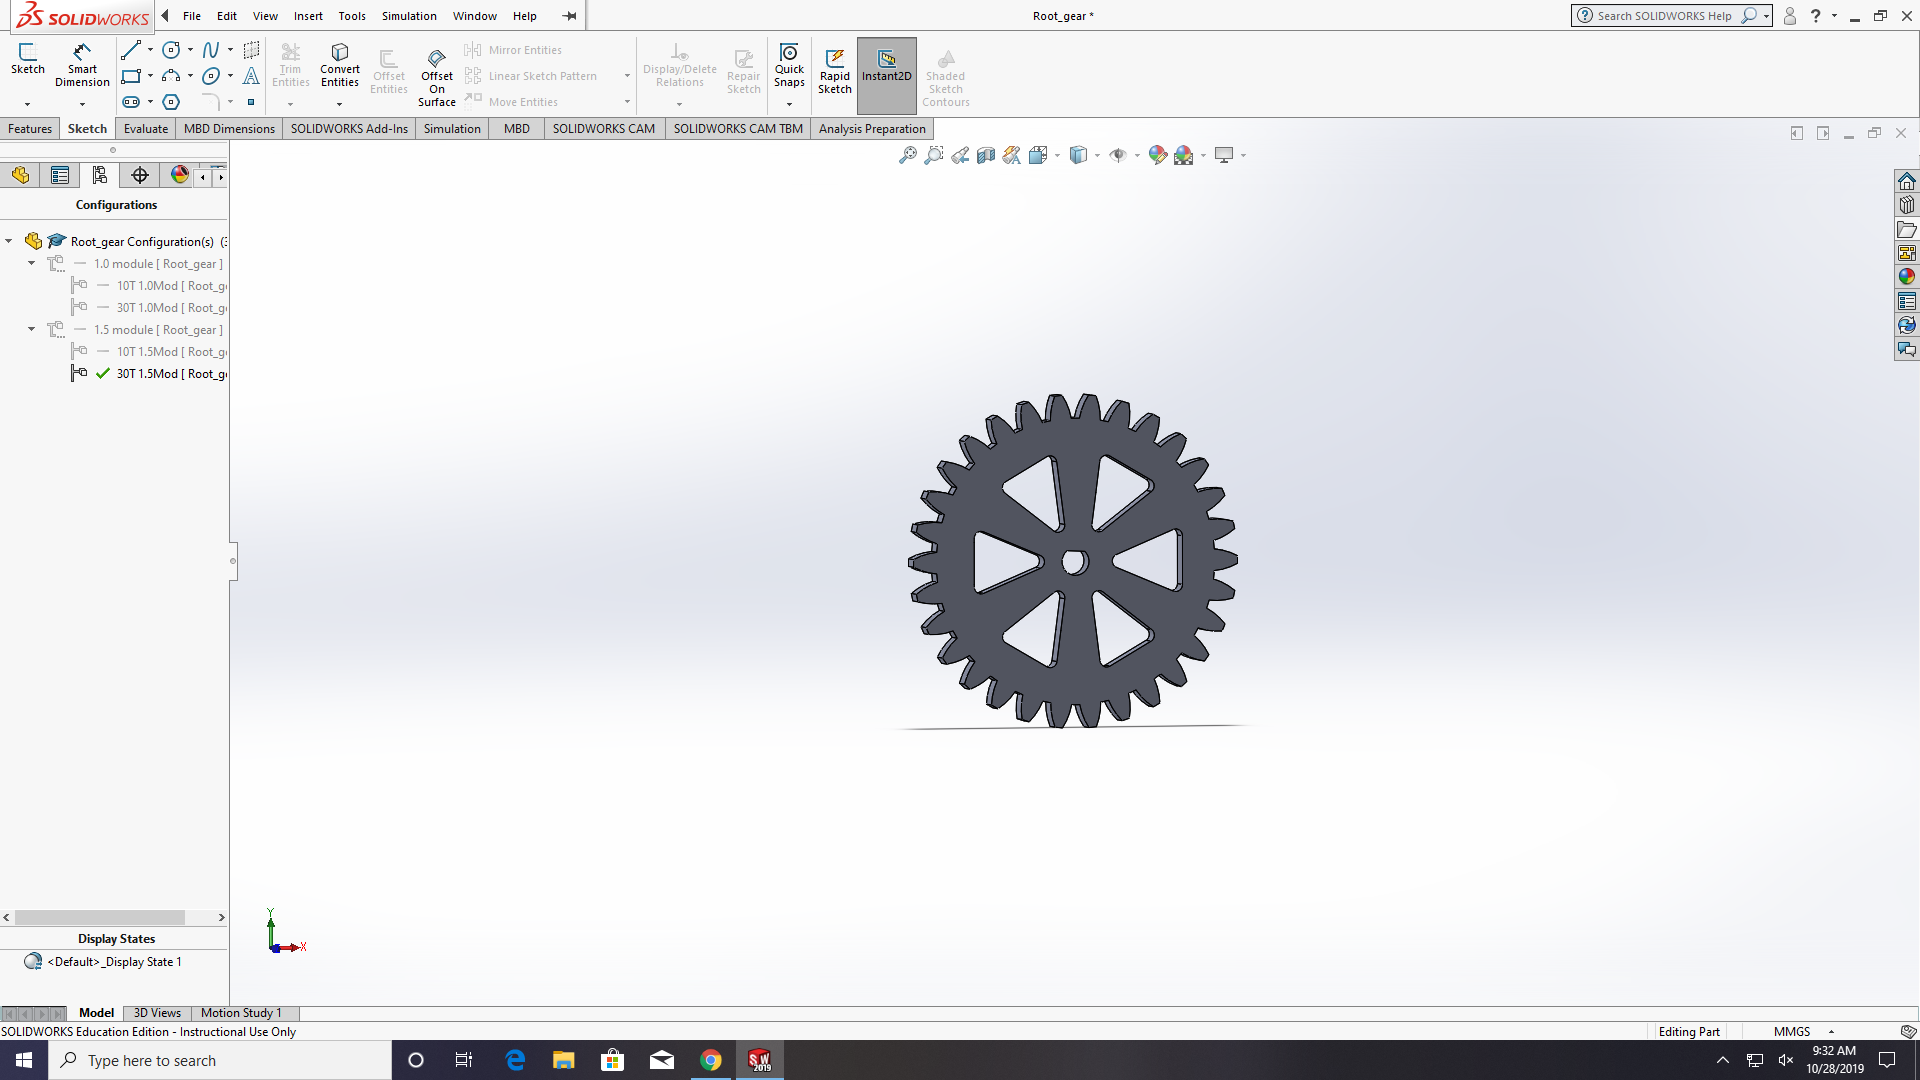 SOLIDWORKS
File Edit View Insert Tools Simulation Window Help
Root_gear *
Search SOLIDWORKS Help
?
Sketch
Smart Dimension
Trim Entities
Convert Entities
Offset Entities
Offset On Surface
Mirror Entities
Linear Sketch Pattern
Move Entities
Display/Delete Relations
Repair Sketch
Quick Snaps
Rapid Sketch
Instant2D
Shaded Sketch Contours
Features Sketch Evaluate MBD Dimensions SOLIDWORKS Add-Ins Simulation MBD SOLIDWORKS CAM SOLIDWORKS CAM TBM Analysis Preparation
Configurations
Root_gear Configuration(s) (
1.0 module [ Root_gear ]
10T 1.0Mod [ Root_g
30T 1.0Mod [ Root_g
1.5 module [ Root_gear ]
10T 1.5Mod [ Root_g
30T 1.5Mod [ Root_g
Y
X
Display States
<Default>_Display State 1
Model 3D Views Motion Study 1
SOLIDWORKS Education Edition - Instructional Use Only
Editing Part
MMGS
Type here to search
SW
2019
9:32 AM
10/28/2019